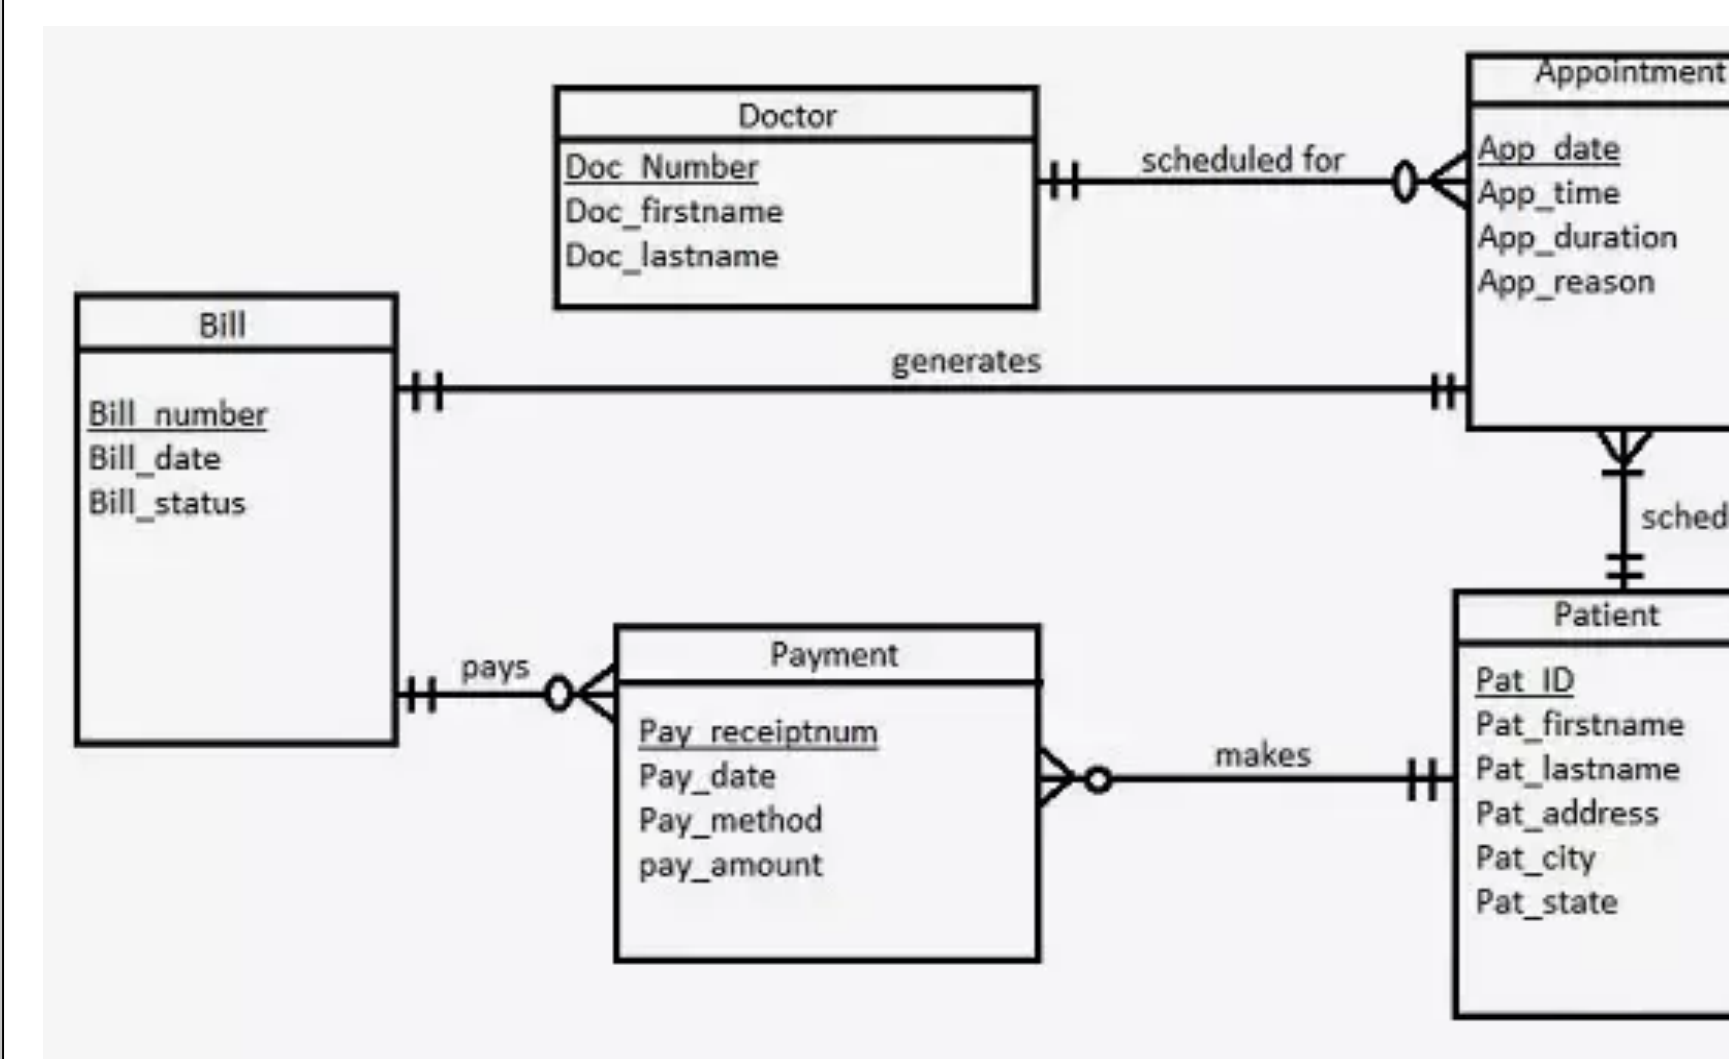 Doctor
Doc_Number
Doc_firstname
Doc_lastname
scheduled for
Appointment
App_date
App_time
App_duration
App_reason
Bill
Bill_number
Bill_date
Bill_status
generates
sched
pays
Payment
Pay_receiptnum
Pay_date
Pay_method
pay_amount
makes
Patient
Pat_ID
Pat_firstname
Pat_lastname
Pat_address
Pat_city
Pat_state